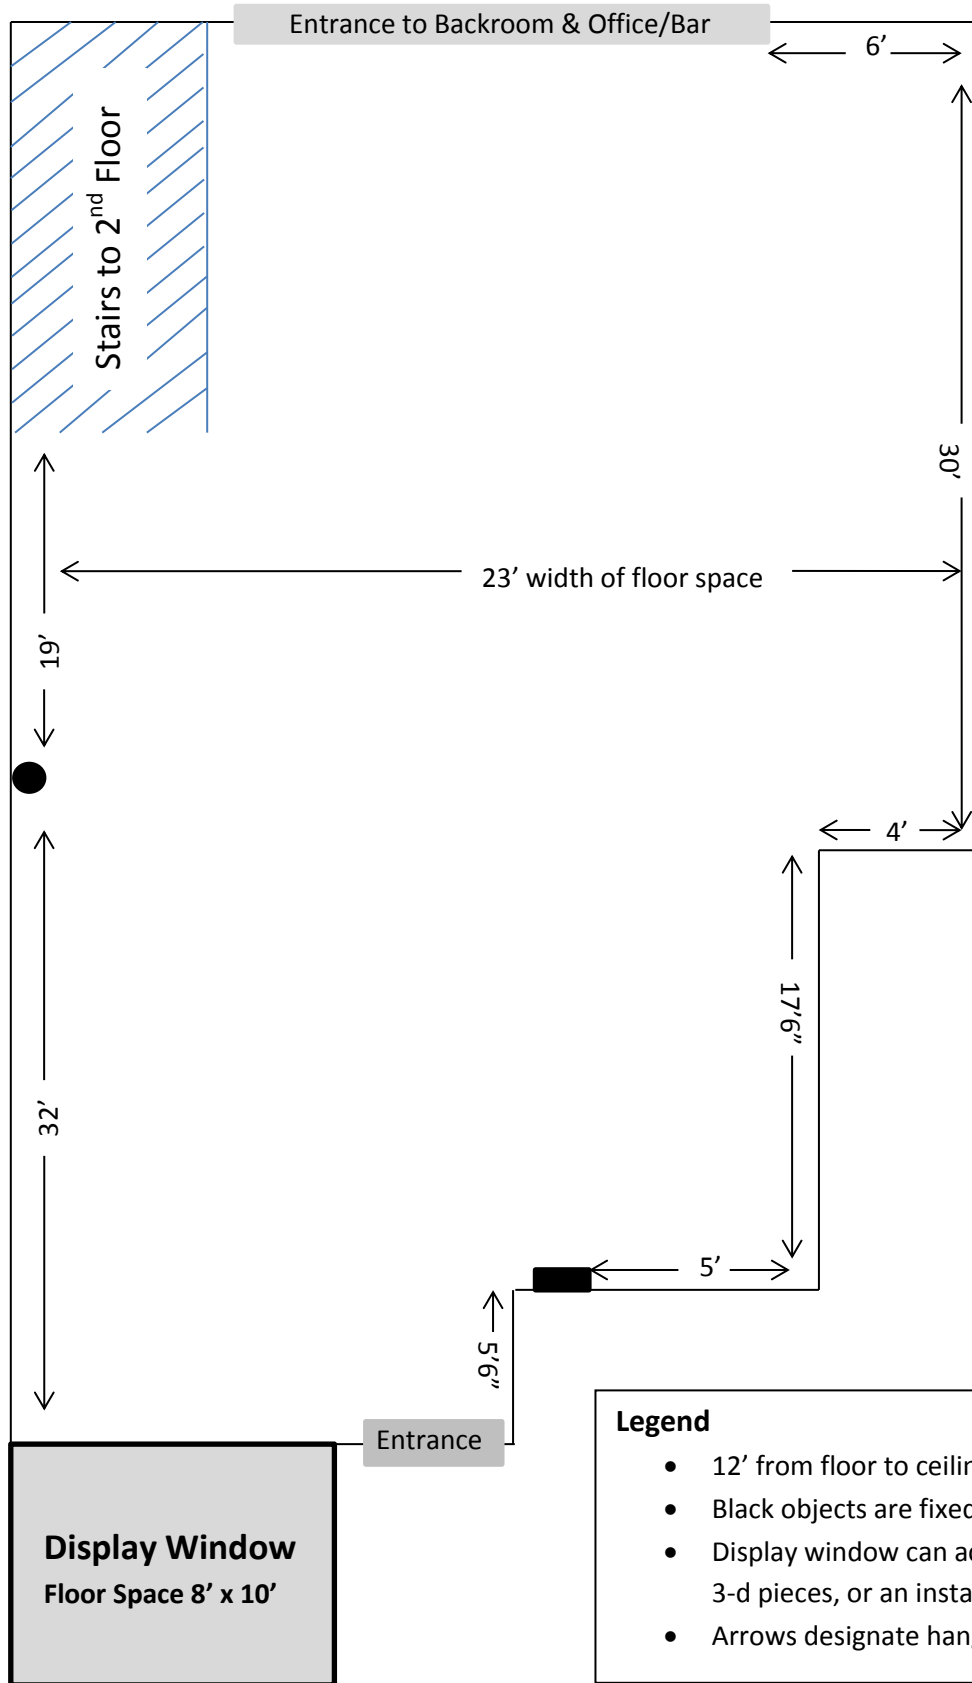 Entrance to Backroom & Office/Bar
6’
Stairs to 2nd Floor
30’
23’ width of floor space
19’
4’
17’6”
32’
5’
5’6”
Entrance
Display Window
Floor Space 8’ x 10’
Legend
• 12’ from floor to
• Black objects are
• Display window can
3-d pieces, or an
• Arrows designate